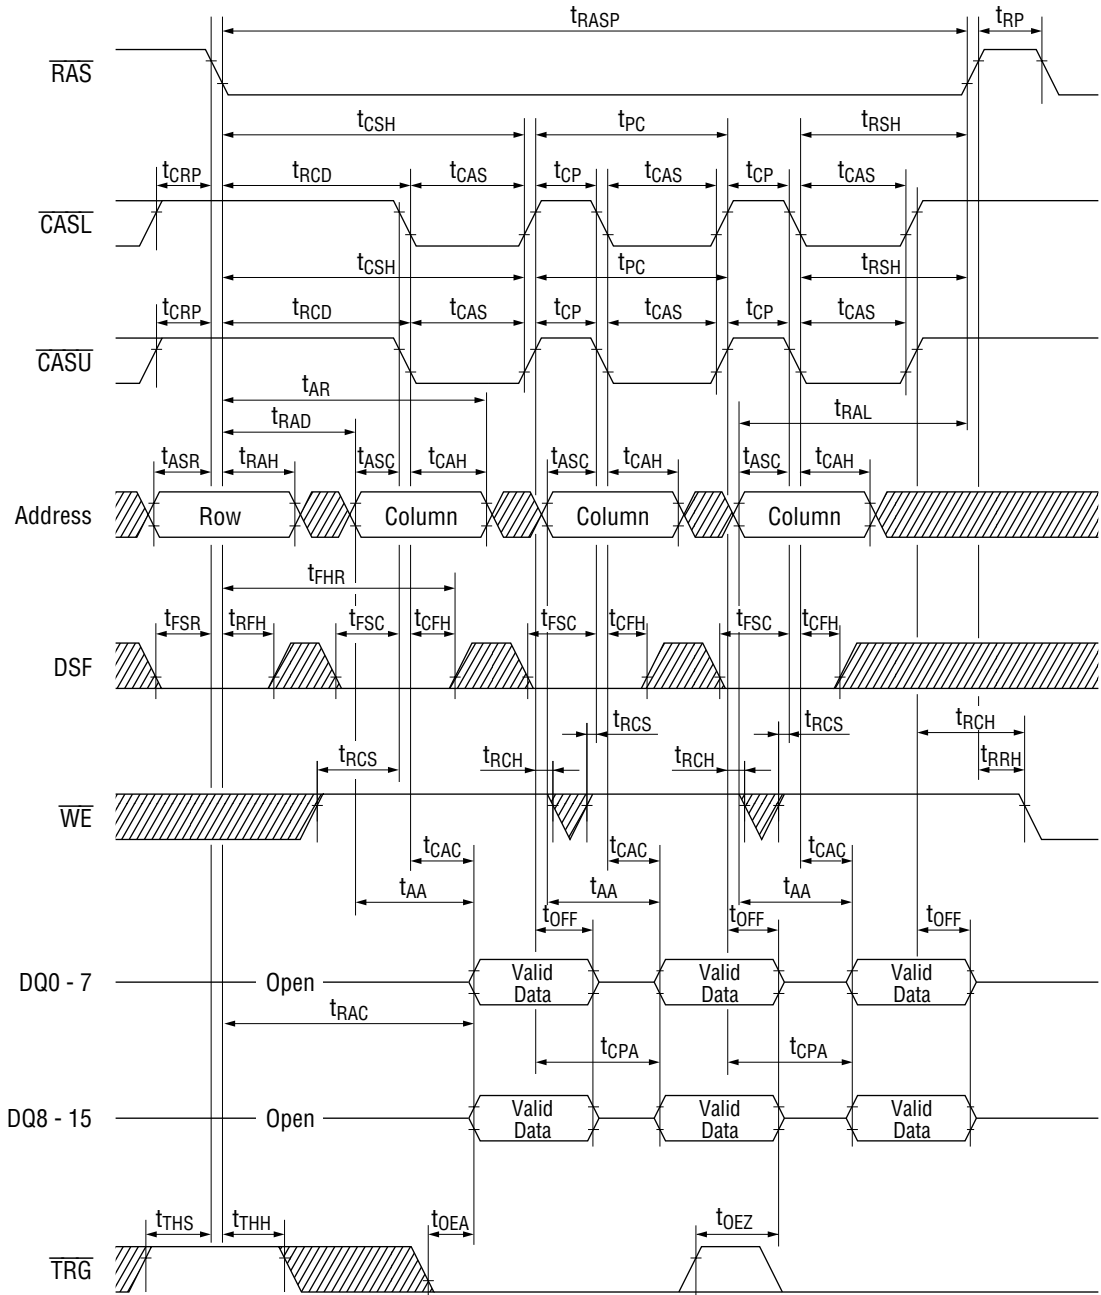 tRASP tRP
RAS
tCSH tPC tRSH
tCRP tRCD tCAS tCP tCAS tCP tCAS
CASL
tCSH tPC tRSH
tCRP tRCD tCAS tCP tCAS tCP tCAS
CASU
tAR
tRAD tRAL
tASR tRAH tASC tCAH tASC tCAH tASC tCAH
Address Row Column Column Column
tFHR
tFSR tRFH tFSC tCFH tFSC tCFH tFSC tCFH
DSF
tRCS tRCS tRCH
tRCS tRCH tRCH tRRH
WE
tCAC tCAC tCAC
tAA tAA tAA
tOFF tOFF tOFF
DQ0 - 7 Open Valid Data Valid Data Valid Data
tRAC
tCPA tCPA
DQ8 - 15 Open Valid Data Valid Data Valid Data
tTHS tTHH tOEA tOEZ
TRG